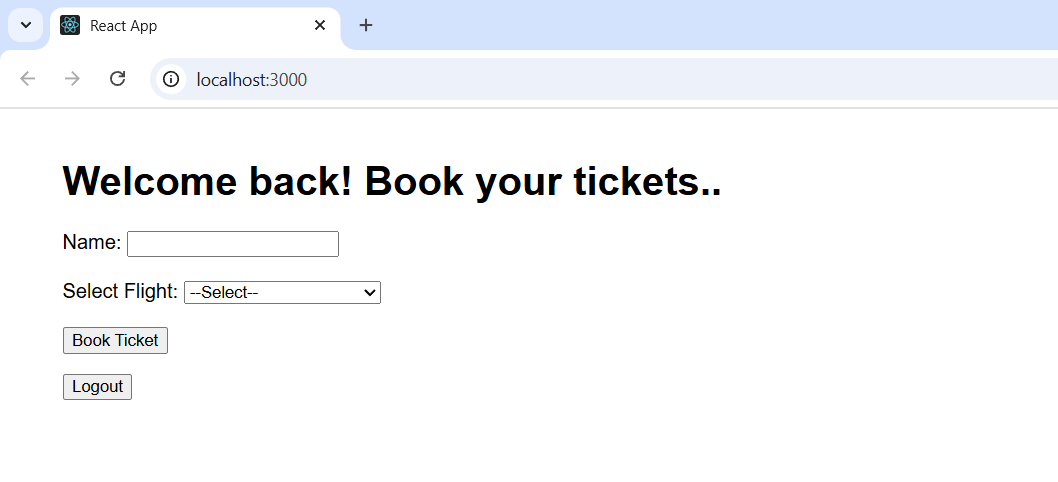 React App
localhost:3000
Welcome back! Book your tickets..
Name:
Select Flight: --Select--
Book Ticket
Logout